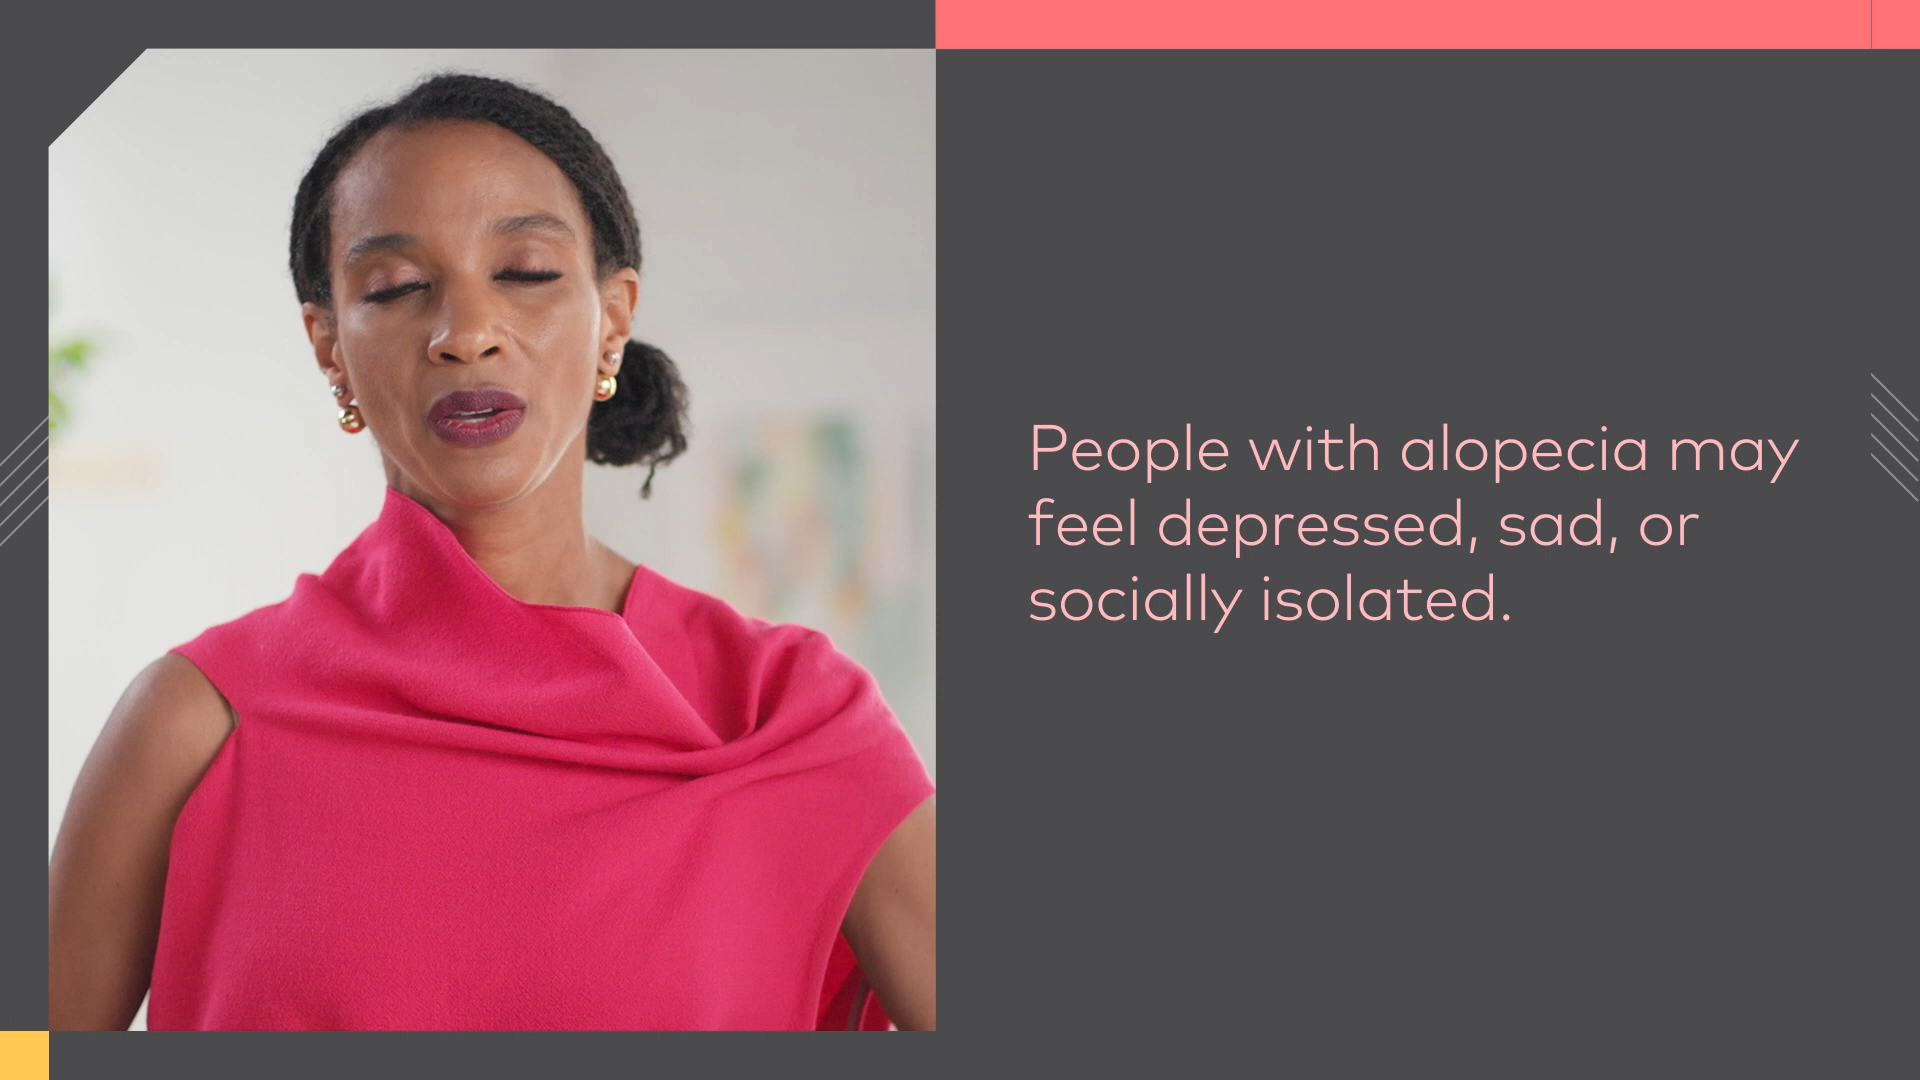 People with alopecia may
feel depressed, sad, or
socially isolated.